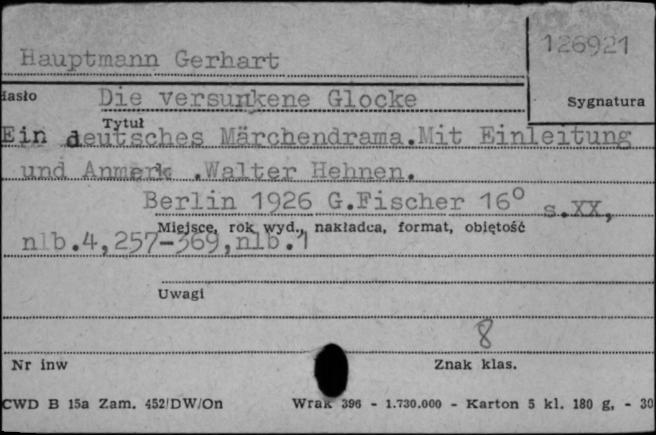 126921
Hauptmann Gerhart
Hasło Die versunkene Glocke Sygnatura
Tytuł
Ein deutsches Märchendrama.Mit Einleitung
und Anmerk .Walter Hehnen.
Berlin 1926 G.Fischer 16° s.XX,
Miejsce, rok wyd., nakładca, format, objętość
nlb.4,257-369,nlb.1
Uwagi
8
Nr inw Znak klas.
CWD B 15a Zam. 452/DW/On Wrak 396 - 1.730.000 - Karton 5 kl. 180 g, - 30